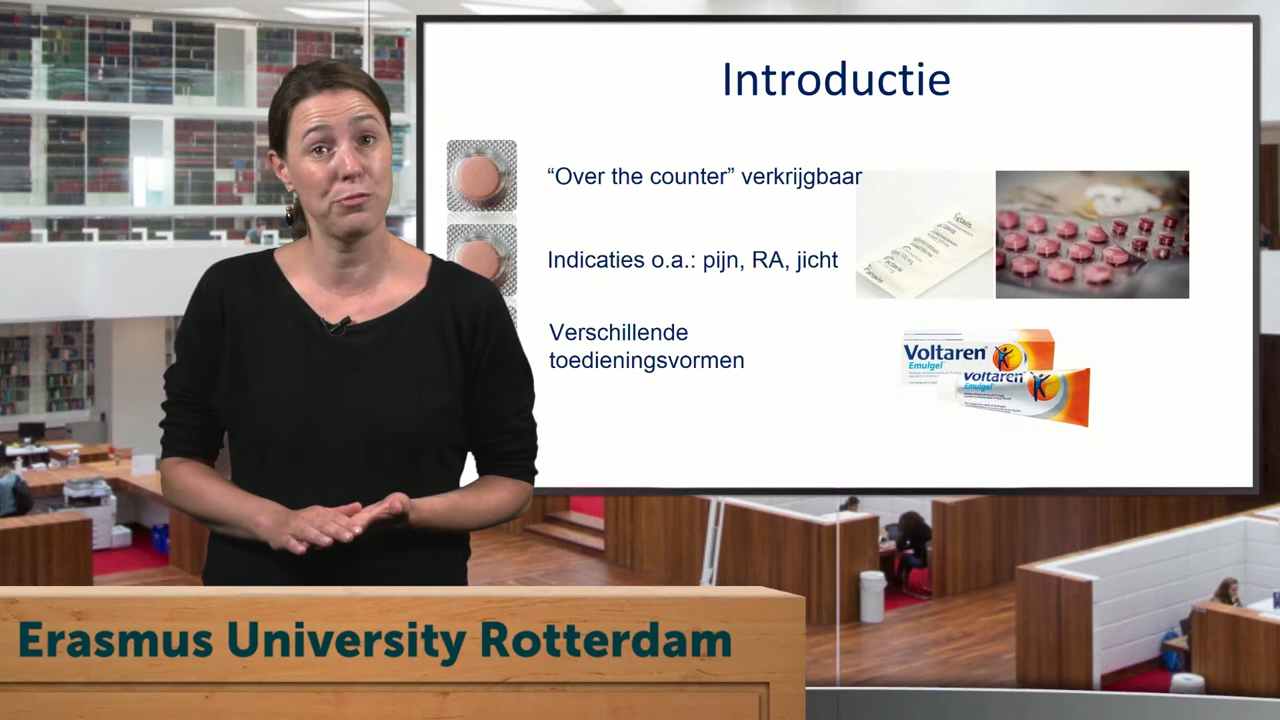 Introductie
“Over the counter” verkrijgbaar
Indicaties o.a.: pijn, RA, jicht
Verschillende
toedieningsvormen
Voltaren
Emulgel
Voltaren
Emulgel
Erasmus University Rotterdam